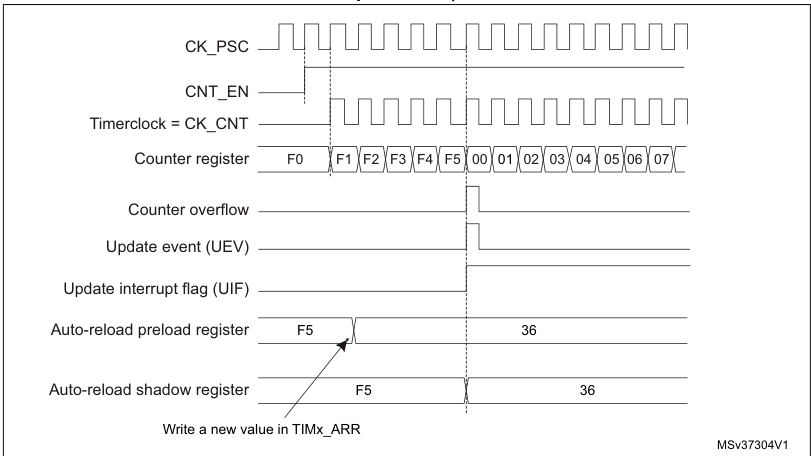 CK_PSC
CNT_EN
Timerclock = CK_CNT
Counter register F0 F1 F2 F3 F4 F5 00 01 02 03 04 05 06 07
Counter overflow
Update event (UEV)
Update interrupt flag (UIF)
Auto-reload preload register F5 36
Auto-reload shadow register F5 36
Write a new value in TIMx_ARR
MSv37304V1